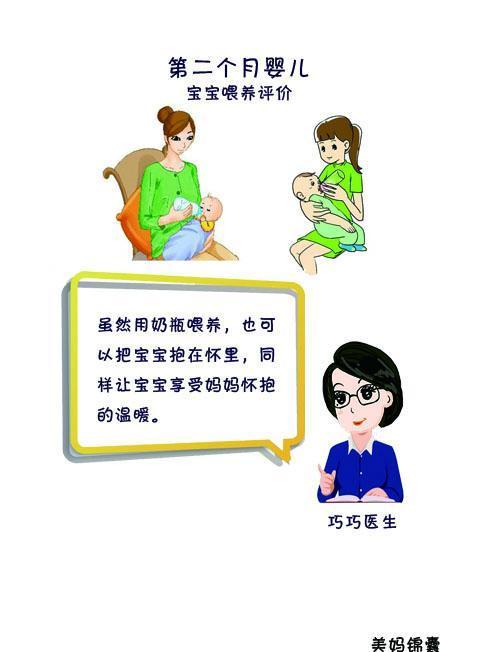 第二个月婴儿
宝宝喂养评价
虽然用奶瓶喂养，也可
以把宝宝抱在怀里，同
样让宝宝享受妈妈怀抱
的温暖。
巧巧医生
美妈锦囊